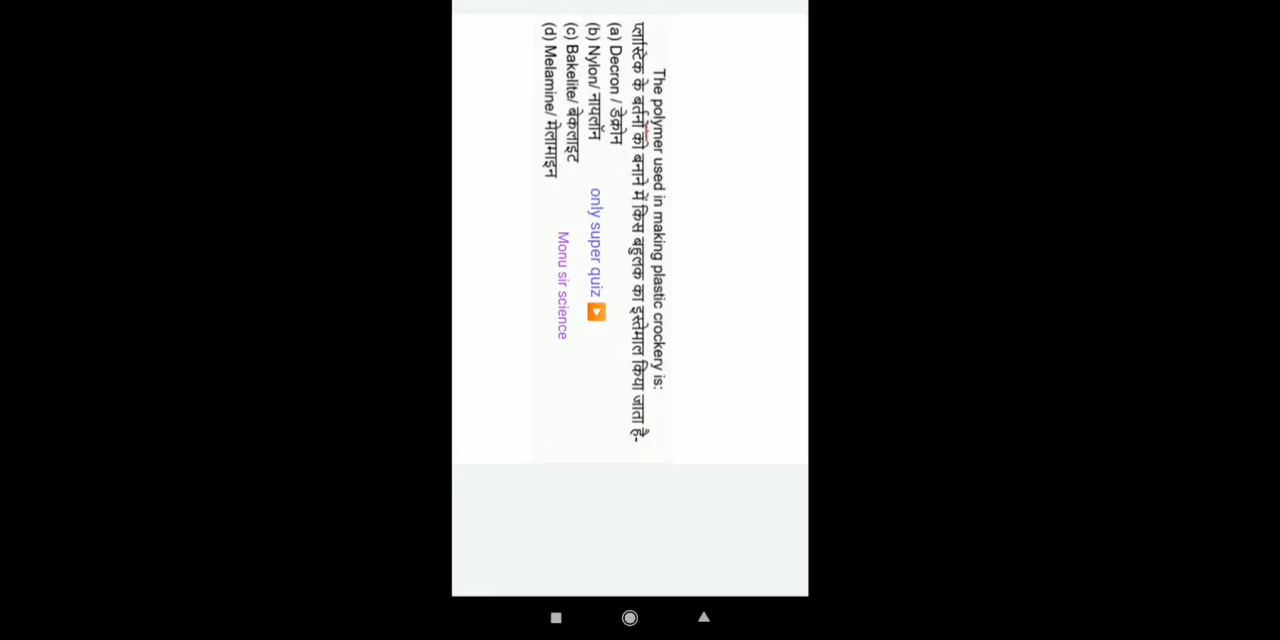 The polymer used in making plastic crockery is:
प्लास्टिक के बर्तनों को बनाने में किस बहुलक का इस्तेमाल किया जाता है-
(a) Decron / डेक्रोन
(b) Nylon/ नायलॉन
(c) Bakelite/ बेकलाइट
(d) Melamine/ मेलामाइन
only super quiz ▶️
Monu sir science